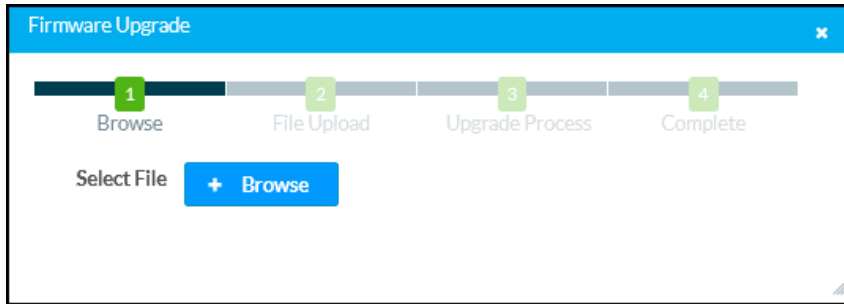 Firmware Upgrade
1 2 3 4
Browse File Upload Upgrade Process Complete
Select File + Browse